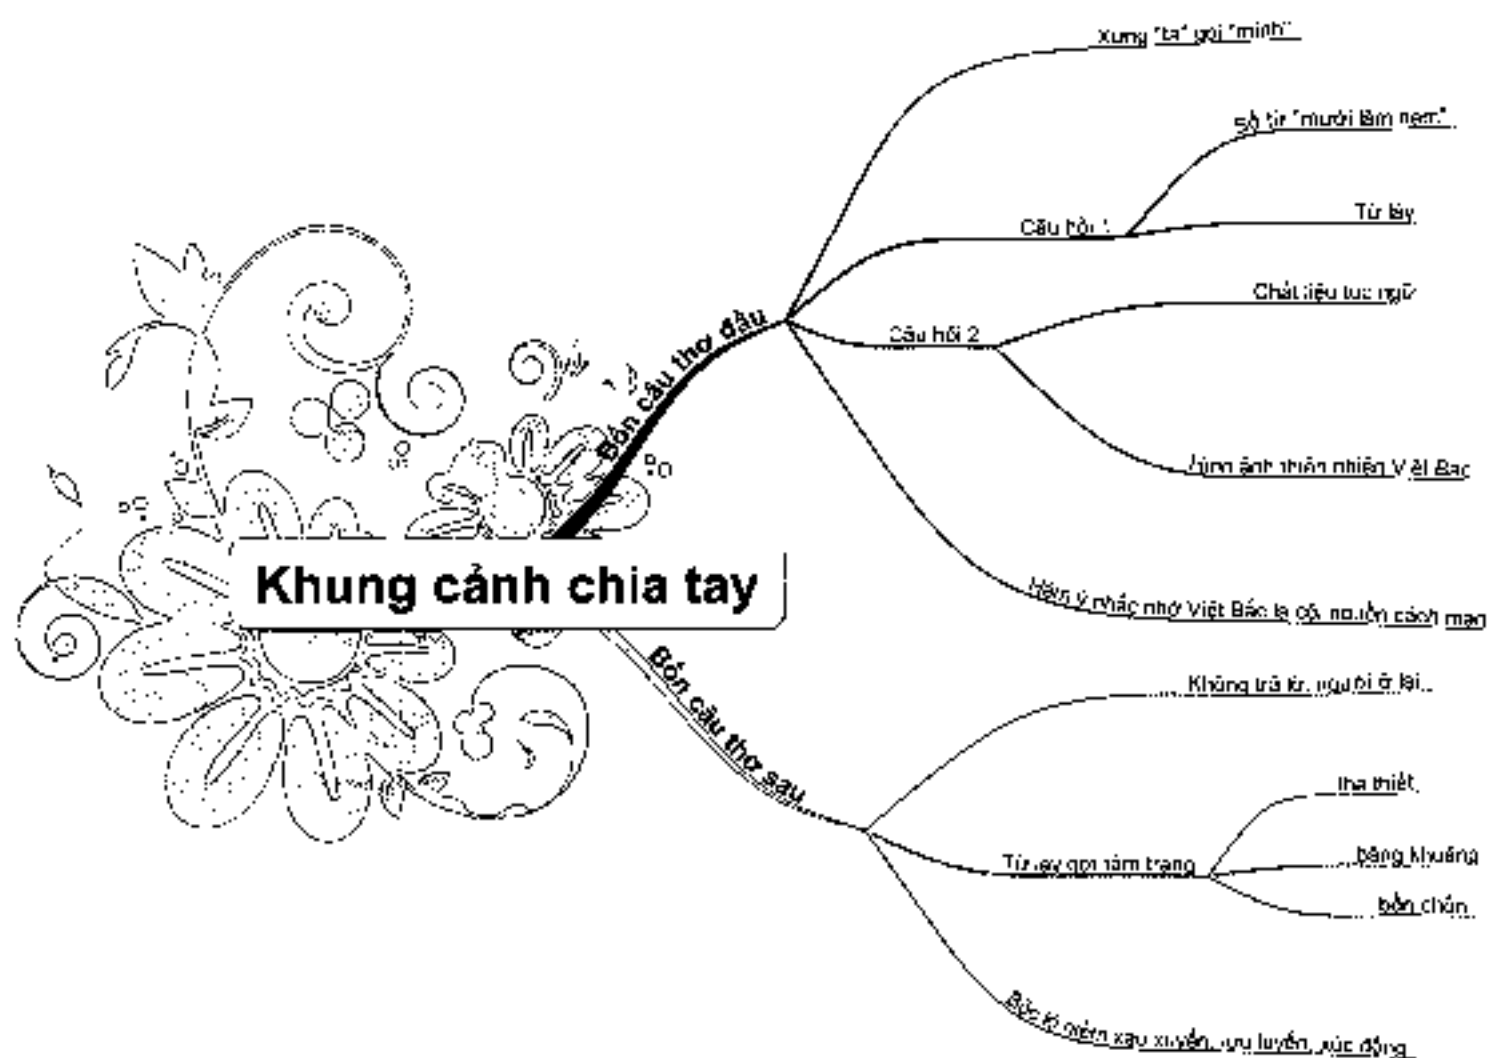 Khung cảnh chia tay
Bốn câu thơ đầu
Xưng "ta" gọi "mình"
Câu hỏi 1
Số từ "mười lăm năm"
Từ láy
Câu hỏi 2
Chất liệu tục ngữ
hình ảnh thiên nhiên Việt Bắc
Hàm ý nhắc nhớ Việt Bắc là cội nguồn cách mạng
Bốn câu thơ sau
Không trả lời người ở lại
Từ láy gợi tâm trạng
tha thiết
bâng khuâng
bồn chồn
Bộc lộ niềm xao xuyến, lưu luyến, xúc động